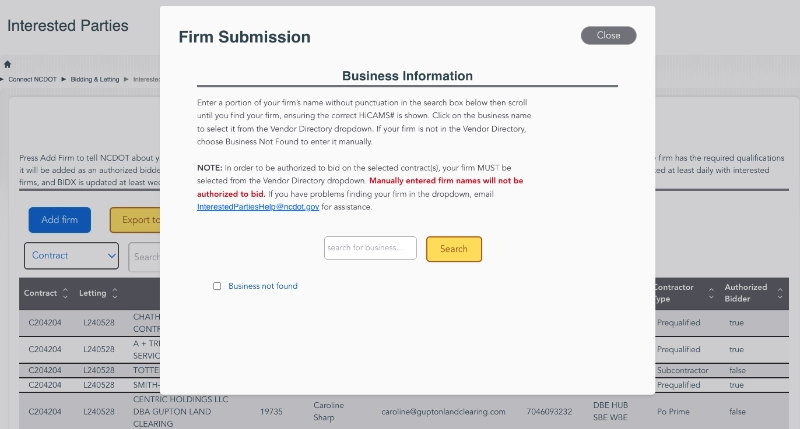 Interested Parties
Connect NCDOT ▸ Bidding & Letting ▸ Interested
Firm Submission
Close
Business Information
Enter a portion of your firm's name without punctuation in the search box below then scroll
until you find your firm, ensuring the correct HiCAMS# is shown. Click on the business name
to select it from the Vendor Directory dropdown. If your firm is not in the Vendor Directory,
choose Business Not Found to enter it manually.
NOTE: In order to be authorized to bid on the selected contract(s), your firm MUST be
selected from the Vendor Directory dropdown. Manually entered firm names will not be
authorized to bid. If you have problems finding your firm in the dropdown, email
InterestedPartiesHelp@ncdot.gov for assistance.
search for business...
Search
Business not found
Press Add Firm to tell NCDOT about y
firm has the required qualifications
it will be added as an authorized bidde
ed at least daily with interested
firms, and BIDX is updated at least wee
Add firm
Export to
Contract
Search
Contract Letting
Contractor Type
Authorized Bidder
C204204 L240528 CHATH
CONTR
Prequalified true
C204204 L240528 A + TR
SERVIC
Prequalified true
C204204 L240528 TOTTE
Subcontractor false
C204204 L240528 SMITH-
Prequalified true
C204204 L240528 CENTRIC HOLDINGS LLC
DBA GUPTON LAND
CLEARING
19735 Caroline
Sharp
caroline@guptonlandclearing.com 7046093232 DBE HUB
SBE WBE
Po Prime false